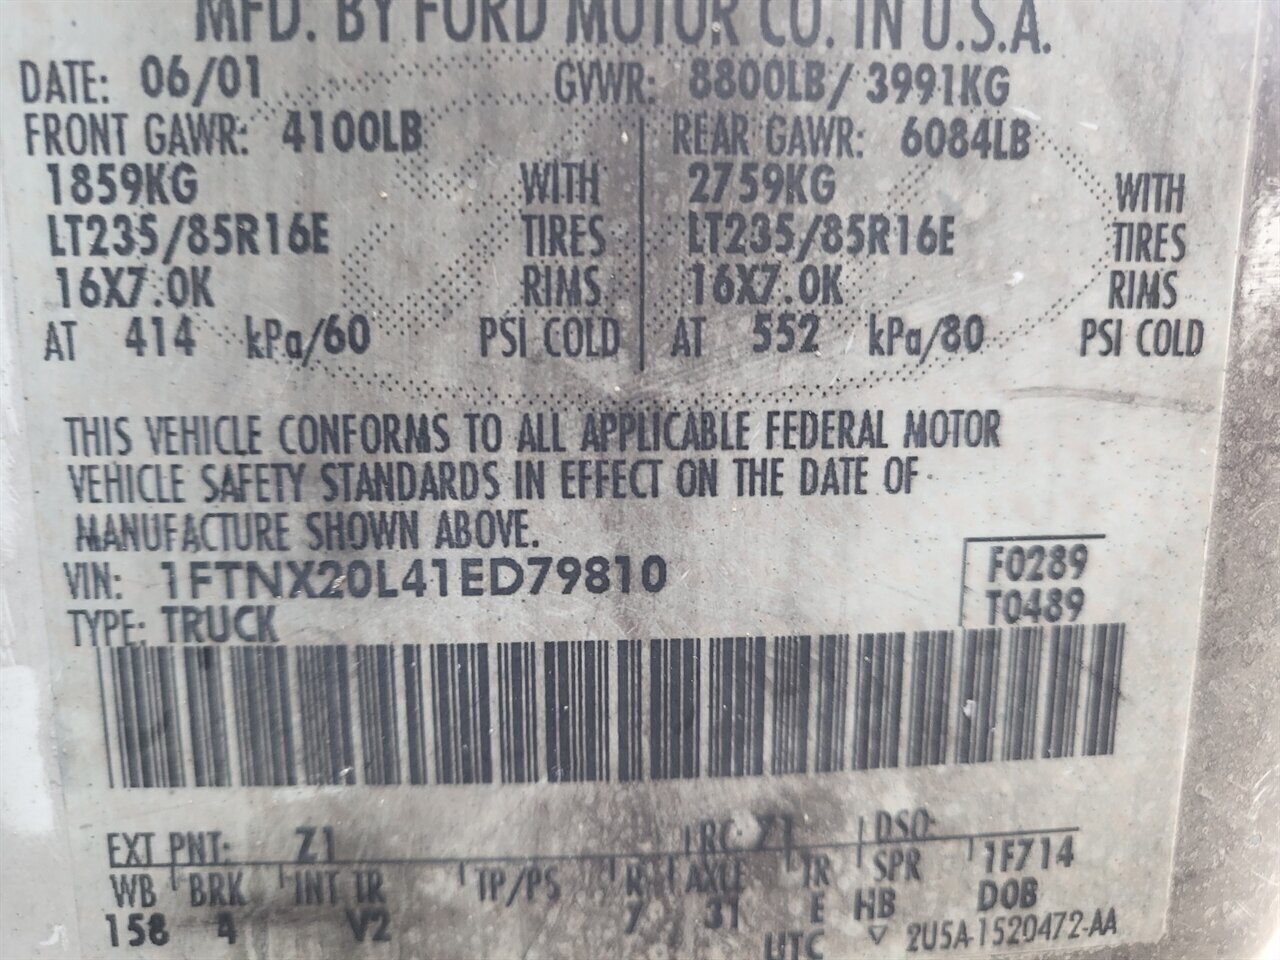 MFD. BY FORD MOTOR CO. IN U.S.A.
DATE: 06/01 GVWR: 8800LB/ 3991KG
FRONT GAWR: 4100LB REAR GAWR: 6084LB
1859KG WITH 2759KG WITH
LT235/85R16E TIRES LT235/85R16E TIRES
16X7.0K RIMS 16X7.0K RIMS
AT 414 kPa/60 PSI COLD AT 552 kPa/80 PSI COLD
THIS VEHICLE CONFORMS TO ALL APPLICABLE FEDERAL MOTOR
VEHICLE SAFETY STANDARDS IN EFFECT ON THE DATE OF
MANUFACTURE SHOWN ABOVE.
VIN: 1FTNX20L41ED79810 F0289
TYPE: TRUCK T0489
EXT PNT: Z1 RC: 71 DSO:
WB BRK INT TR TP/PS R AXLE TR SPR 1F714
158 4 V2 7 31 E HB DOB
UTC ▽ 2U5A-1520472-AA